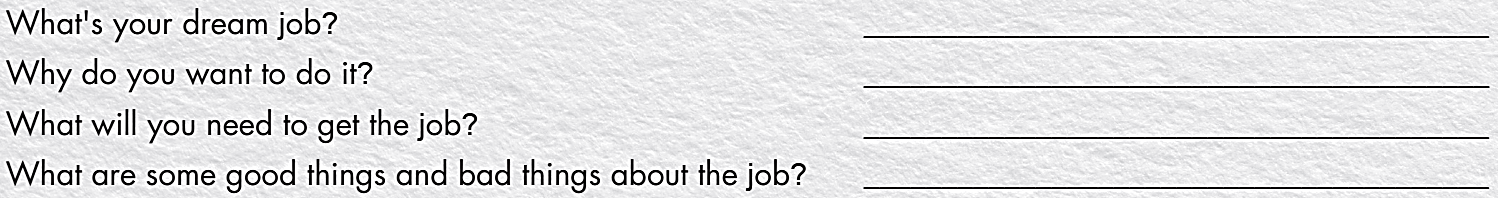 What's your dream job?
Why do you want to do it?
What will you need to get the job?
What are some good things and bad things about the job?